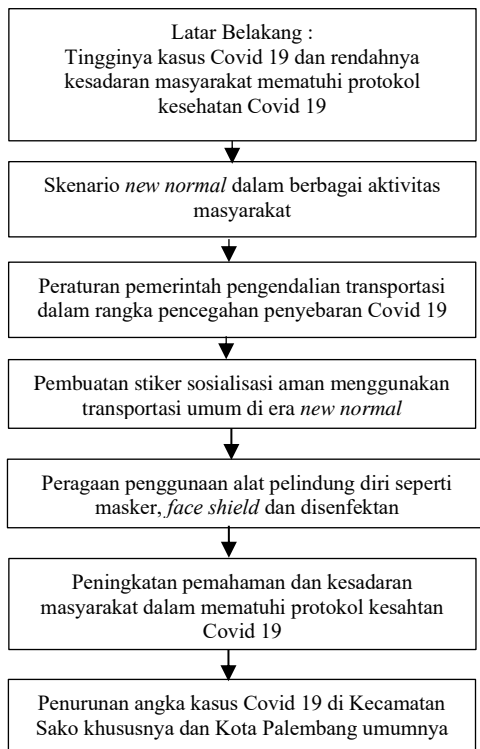 Latar Belakang :
Tingginya kasus Covid 19 dan rendahnya
kesadaran masyarakat mematuhi protokol
kesehatan Covid 19
Skenario new normal dalam berbagai aktivitas
masyarakat
Peraturan pemerintah pengendalian transportasi
dalam rangka pencegahan penyebaran Covid 19
Pembuatan stiker sosialisasi aman menggunakan
transportasi umum di era new normal
Peragaan penggunaan alat pelindung diri seperti
masker, face shield dan disenfektan
Peningkatan pemahaman dan kesadaran
masyarakat dalam mematuhi protokol kesahtan
Covid 19
Penurunan angka kasus Covid 19 di Kecamatan
Sako khususnya dan Kota Palembang umumnya